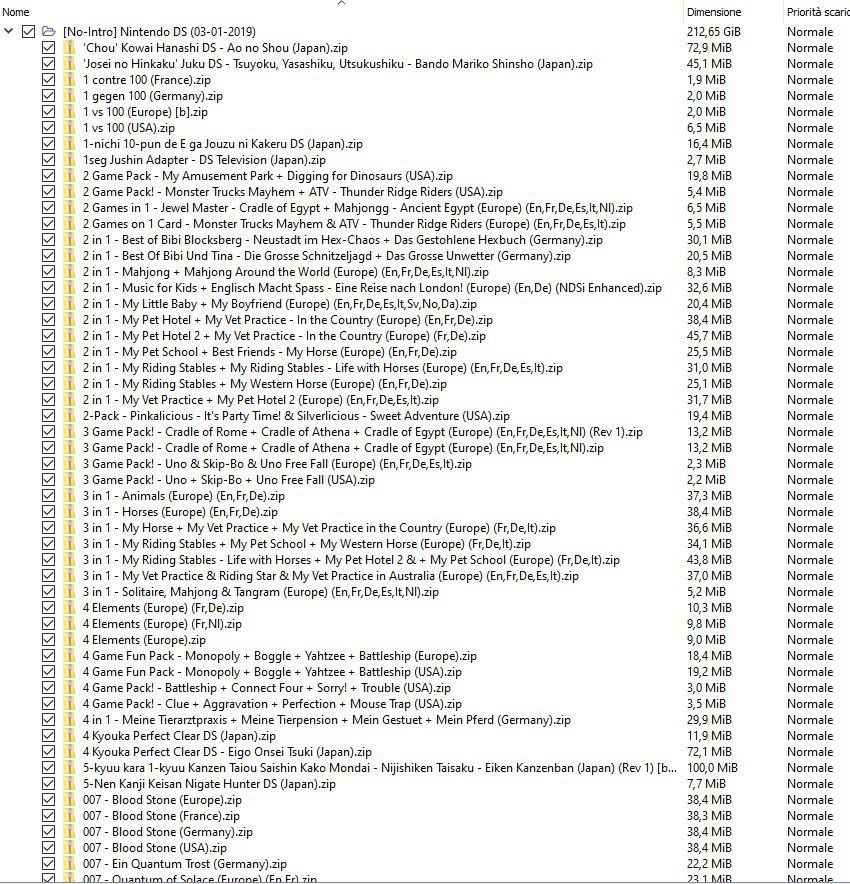 Nome Dimensione Priorità scaric
[No-Intro] Nintendo DS (03-01-2019) 212,65 GiB Normale
'Chou' Kowai Hanashi DS - Ao no Shou (Japan).zip 72,9 MiB Normale
'Josei no Hinkaku' Juku DS - Tsuyoku, Yasashiku, Utsukushiku - Bando Mariko Shinsho (Japan).zip 45,1 MiB Normale
1 contre 100 (France).zip 1,9 MiB Normale
1 gegen 100 (Germany).zip 2,0 MiB Normale
1 vs 100 (Europe) [b].zip 2,0 MiB Normale
1 vs 100 (USA).zip 6,5 MiB Normale
1-nichi 10-pun de E ga Jouzu ni Kakeru DS (Japan).zip 16,4 MiB Normale
1seg Jushin Adapter - DS Television (Japan).zip 2,7 MiB Normale
2 Game Pack - My Amusement Park + Digging for Dinosaurs (USA).zip 19,8 MiB Normale
2 Game Pack! - Monster Trucks Mayhem + ATV - Thunder Ridge Riders (USA).zip 5,4 MiB Normale
2 Games in 1 - Jewel Master - Cradle of Egypt + Mahjongg - Ancient Egypt (Europe) (En,Fr,De,Es,It,Nl).zip 6,5 MiB Normale
2 Games on 1 Card - Monster Trucks Mayhem & ATV - Thunder Ridge Riders (Europe) (En,Fr,De,Es,It).zip 5,5 MiB Normale
2 in 1 - Best of Bibi Blocksberg - Neustadt im Hex-Chaos + Das Gestohlene Hexbuch (Germany).zip 30,1 MiB Normale
2 in 1 - Best Of Bibi Und Tina - Die Grosse Schnitzeljagd + Das Grosse Unwetter (Germany).zip 20,5 MiB Normale
2 in 1 - Mahjong + Mahjong Around the World (Europe) (En,Fr,De,Es,It,Nl).zip 8,3 MiB Normale
2 in 1 - Music for Kids + Englisch Macht Spass - Eine Reise nach London! (Europe) (En,De) (NDSi Enhanced).zip 32,6 MiB Normale
2 in 1 - My Little Baby + My Boyfriend (Europe) (En,Fr,De,Es,It,Sv,No,Da).zip 20,4 MiB Normale
2 in 1 - My Pet Hotel + My Vet Practice - In the Country (Europe) (En,Fr,De).zip 38,4 MiB Normale
2 in 1 - My Pet Hotel 2 + My Vet Practice - In the Country (Europe) (Fr,De).zip 45,7 MiB Normale
2 in 1 - My Pet School + Best Friends - My Horse (Europe) (En,Fr,De).zip 25,5 MiB Normale
2 in 1 - My Riding Stables + My Riding Stables - Life with Horses (Europe) (En,Fr,De,Es,It).zip 31,0 MiB Normale
2 in 1 - My Riding Stables + My Western Horse (Europe) (En,Fr,De).zip 25,1 MiB Normale
2 in 1 - My Vet Practice + My Pet Hotel 2 (Europe) (En,Fr,De,Es,It).zip 31,7 MiB Normale
2-Pack - Pinkalicious - It's Party Time! & Silverlicious - Sweet Adventure (USA).zip 19,4 MiB Normale
3 Game Pack! - Cradle of Rome + Cradle of Athena + Cradle of Egypt (Europe) (En,Fr,De,Es,It,Nl) (Rev 1).zip 13,2 MiB Normale
3 Game Pack! - Cradle of Rome + Cradle of Athena + Cradle of Egypt (Europe) (En,Fr,De,Es,It,Nl).zip 13,2 MiB Normale
3 Game Pack! - Uno & Skip-Bo & Uno Free Fall (Europe) (En,Fr,De,Es,It).zip 2,3 MiB Normale
3 Game Pack! - Uno + Skip-Bo + Uno Free Fall (USA).zip 2,2 MiB Normale
3 in 1 - Animals (Europe) (En,Fr,De).zip 37,3 MiB Normale
3 in 1 - Horses (Europe) (En,Fr,De).zip 38,4 MiB Normale
3 in 1 - My Horse + My Vet Practice + My Vet Practice in the Country (Europe) (Fr,De,It).zip 36,6 MiB Normale
3 in 1 - My Riding Stables + My Pet School + My Western Horse (Europe) (Fr,De,It).zip 34,1 MiB Normale
3 in 1 - My Riding Stables - Life with Horses + My Pet Hotel 2 & + My Pet School (Europe) (Fr,De,It).zip 43,8 MiB Normale
3 in 1 - My Vet Practice & Riding Star & My Vet Practice in Australia (Europe) (En,Fr,De,Es,It).zip 37,0 MiB Normale
3 in 1 - Solitaire, Mahjong & Tangram (Europe) (En,Fr,De,Es,It,Nl).zip 5,2 MiB Normale
4 Elements (Europe) (Fr,De).zip 10,3 MiB Normale
4 Elements (Europe) (Fr,Nl).zip 9,8 MiB Normale
4 Elements (Europe).zip 9,0 MiB Normale
4 Game Fun Pack - Monopoly + Boggle + Yahtzee + Battleship (Europe).zip 18,4 MiB Normale
4 Game Fun Pack - Monopoly + Boggle + Yahtzee + Battleship (USA).zip 19,2 MiB Normale
4 Game Pack! - Battleship + Connect Four + Sorry! + Trouble (USA).zip 3,0 MiB Normale
4 Game Pack! - Clue + Aggravation + Perfection + Mouse Trap (USA).zip 3,5 MiB Normale
4 in 1 - Meine Tierarztpraxis + Meine Tierpension + Mein Gestuet + Mein Pferd (Germany).zip 29,9 MiB Normale
4 Kyouka Perfect Clear DS (Japan).zip 11,9 MiB Normale
4 Kyouka Perfect Clear DS - Eigo Onsei Tsuki (Japan).zip 72,1 MiB Normale
5-kyuu kara 1-kyuu Kanzen Taiou Saishin Kako Mondai - Nijishiken Taisaku - Eiken Kanzenban (Japan) (Rev 1) [b... 100,0 MiB Normale
5-Nen Kanji Keisan Nigate Hunter DS (Japan).zip 7,7 MiB Normale
007 - Blood Stone (Europe).zip 38,4 MiB Normale
007 - Blood Stone (France).zip 38,3 MiB Normale
007 - Blood Stone (Germany).zip 38,4 MiB Normale
007 - Blood Stone (USA).zip 38,4 MiB Normale
007 - Ein Quantum Trost (Germany).zip 22,2 MiB Normale
007 - Quantum of Solace (Europe) (En,Fr).zip 23,1 MiB Normale